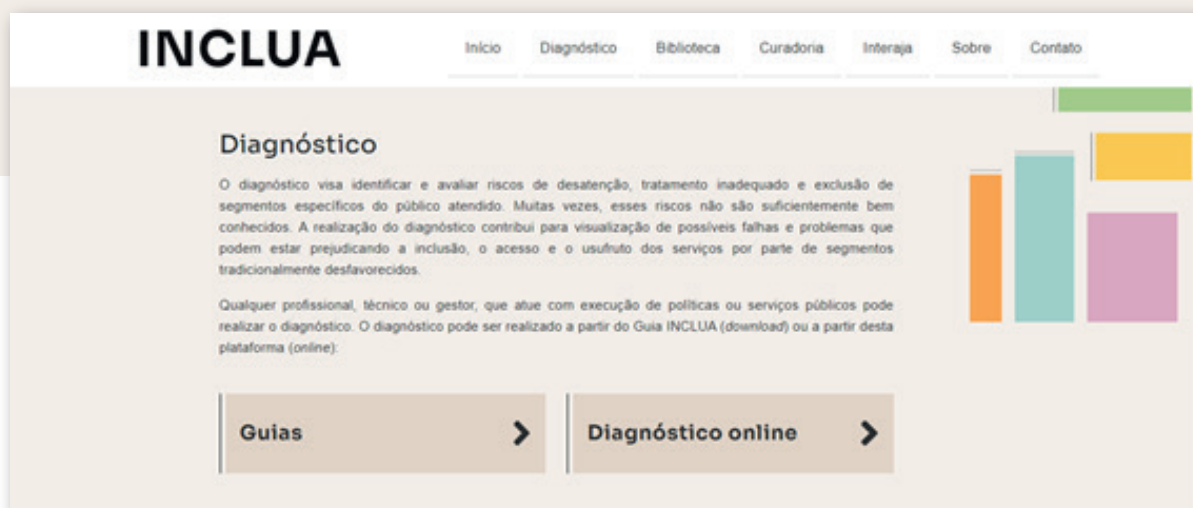 INCLUA
Início Diagnóstico Biblioteca Curadoria Interaja Sobre Contato
Diagnóstico
O diagnóstico visa identificar e avaliar riscos de desatenção, tratamento inadequado e exclusão de
segmentos específicos do público atendido. Muitas vezes, esses riscos não são suficientemente bem
conhecidos. A realização do diagnóstico contribui para visualização de possíveis falhas e problemas que
podem estar prejudicando a inclusão, o acesso e o usufruto dos serviços por parte de segmentos
tradicionalmente desfavorecidos.
Qualquer profissional, técnico ou gestor, que atue com execução de políticas ou serviços públicos pode
realizar o diagnóstico. O diagnóstico pode ser realizado a partir do Guia INCLUA (download) ou a partir desta
plataforma (online):
Guias
Diagnóstico online